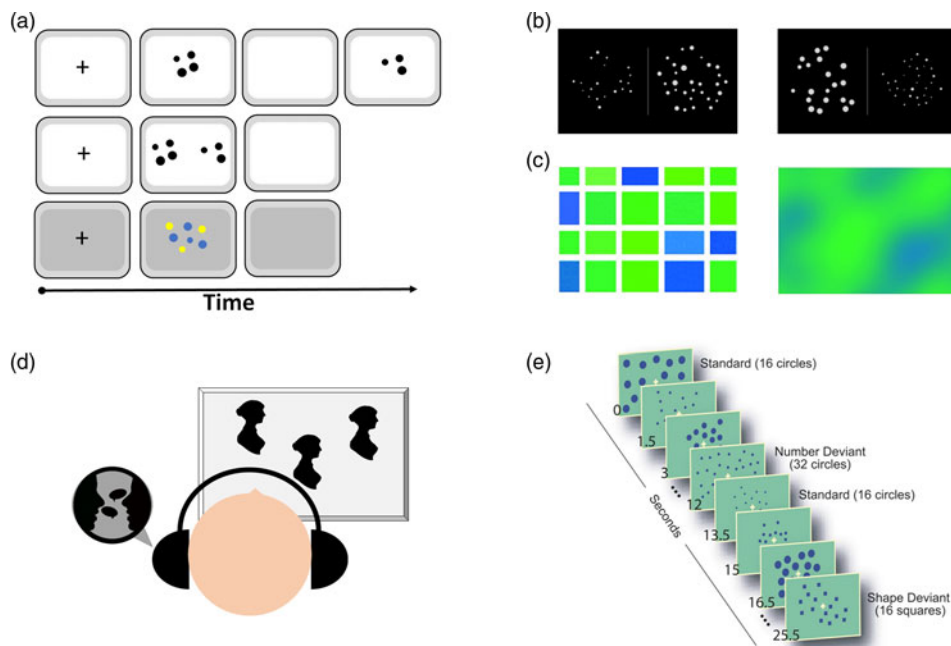 (a)
+
+
+
Time
(b)
(c)
(d)
(e)
Standard (16 circles)
0
1.5
3
Number Deviant
(32 circles)
12
Standard (16 circles)
13.5
15
16.5
Shape Deviant
(16 squares)
25.5
Seconds